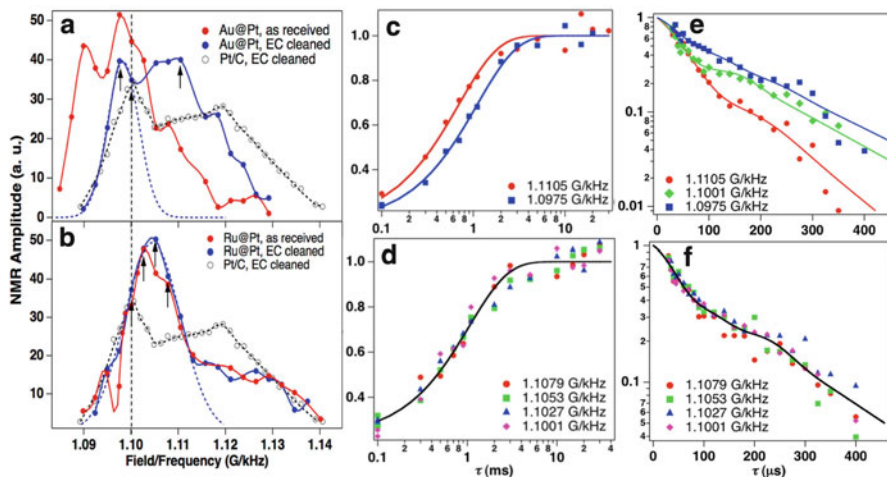 a
Au@Pt, as received
Au@Pt, EC cleaned
Pt/C, EC cleaned
50
40
30
20
10
0
b
Ru@Pt, as received
Ru@Pt, EC cleaned
Pt/C, EC cleaned
50
40
30
20
10
0
NMR Amplitude (a. u.)
1.09 1.10 1.11 1.12 1.13 1.14
Field/Frequency (G/kHz)
c
1.0
0.8
0.6
0.4
1.1105 G/kHz
1.0975 G/kHz
0.1 2 4 6 8 1 2 4 6 8 10 2
d
1.0
0.8
0.6
0.4
1.1079 G/kHz
1.1053 G/kHz
1.1027 G/kHz
1.1001 G/kHz
0.1 2 4 6 8 1 2 4 6 8 10 2
τ (ms)
e
1
8
6
5
4
3
2
0.1
8
6
5
4
3
2
0.01
1.1105 G/kHz
1.1001 G/kHz
1.0975 G/kHz
0 100 200 300 400
f
1
8
7
6
5
4
3
2
0.1
8
7
6
5
4
1.1079 G/kHz
1.1053 G/kHz
1.1027 G/kHz
1.1001 G/kHz
0 100 200 300 400
τ (μs)